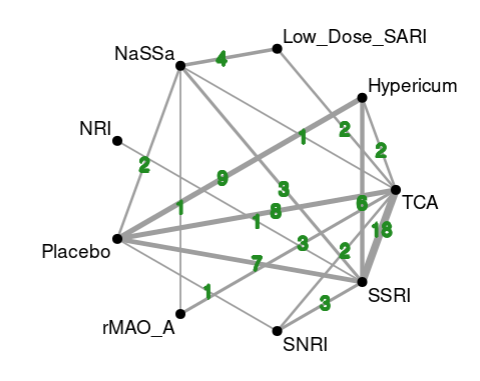 Low_Dose_SARI
NaSSa
4
Hypericum
NRI
1
2
2
2
9
3
TCA
6
1
8
1
18
Placebo
3
2
7
SSRI
1
3
rMAO_A
SNRI